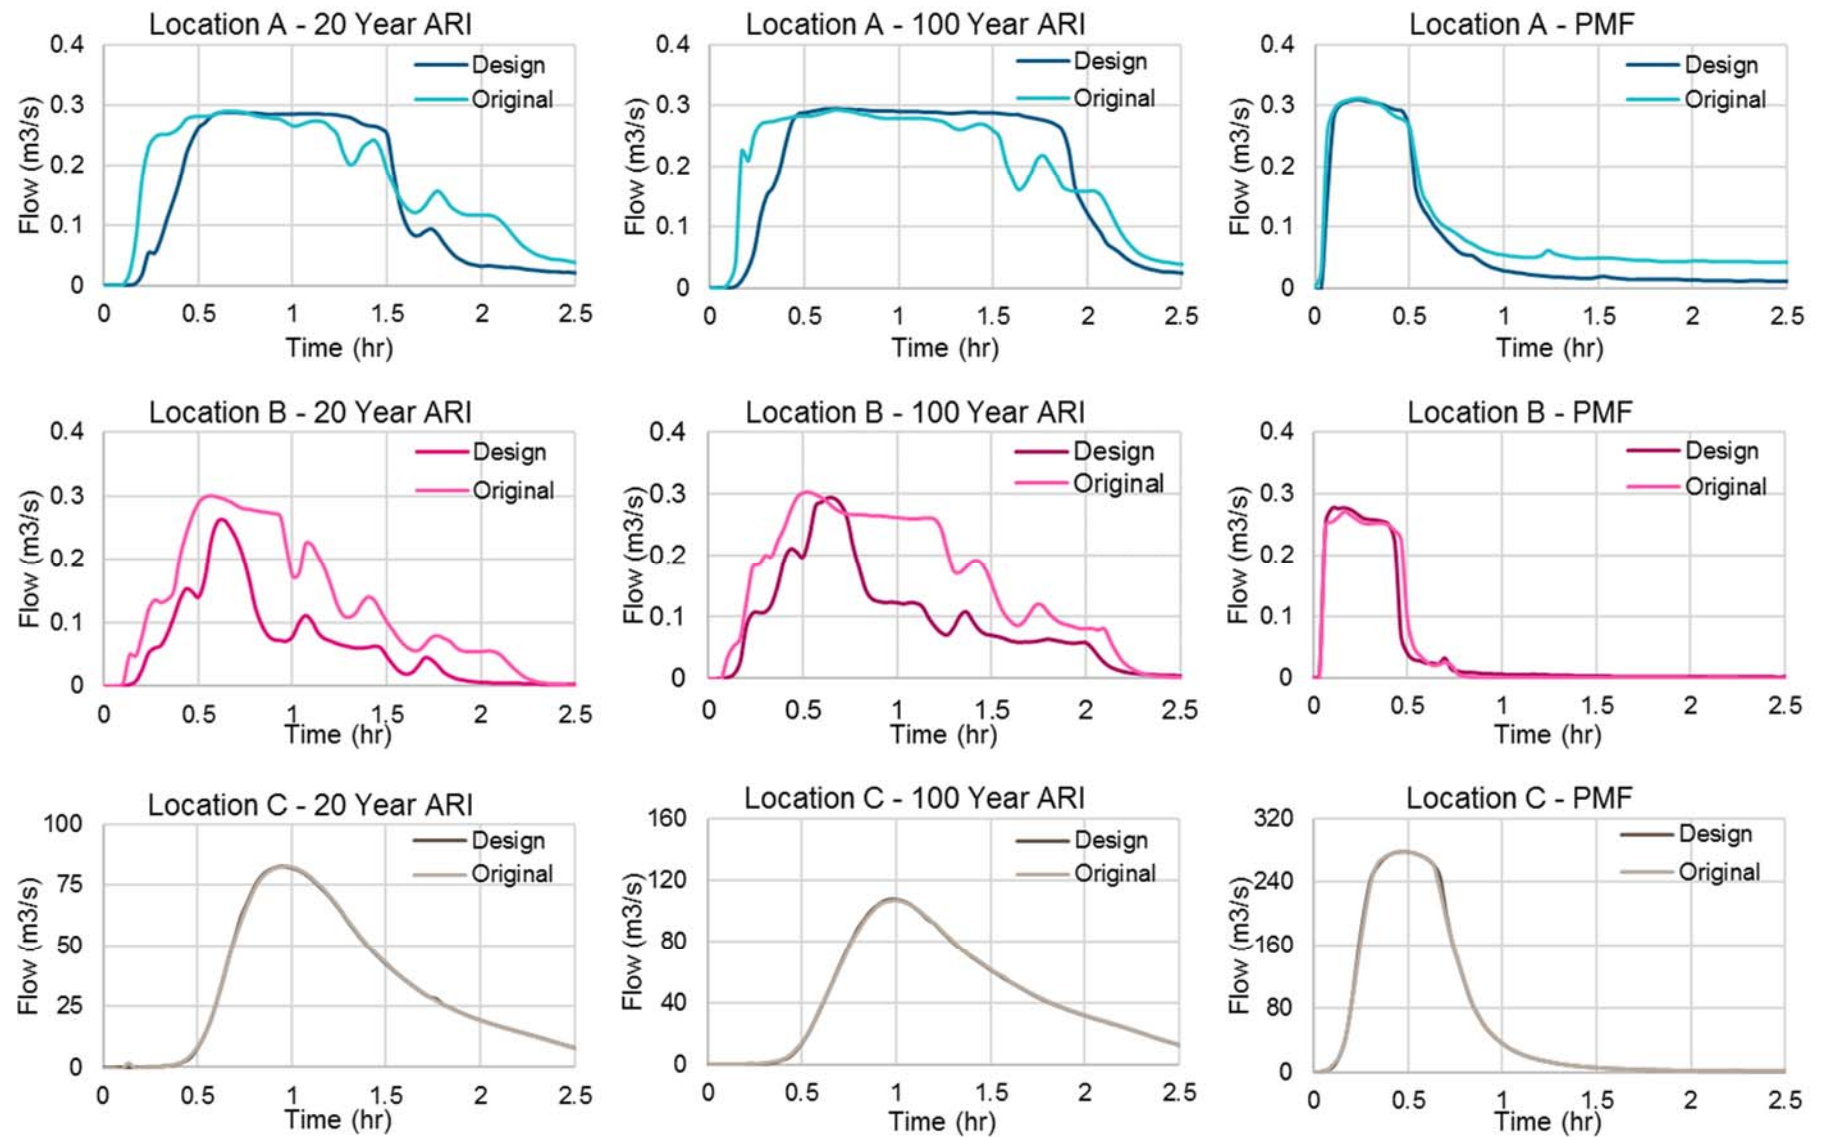 Location A - 20 Year ARI
0.4
0.3
0.2
0.1
0
Flow (m3/s)
Design
Original
0 0.5 1 1.5 2 2.5
Time (hr)
Location A - 100 Year ARI
0.4
0.3
0.2
0.1
0
Flow (m3/s)
Design
Original
0 0.5 1 1.5 2 2.5
Time (hr)
Location A - PMF
0.4
0.3
0.2
0.1
0
Flow (m3/s)
Design
Original
0 0.5 1 1.5 2 2.5
Time (hr)
Location B - 20 Year ARI
0.4
0.3
0.2
0.1
0
Flow (m3/s)
Design
Original
0 0.5 1 1.5 2 2.5
Time (hr)
Location B - 100 Year ARI
0.4
0.3
0.2
0.1
0
Flow (m3/s)
Design
Original
0 0.5 1 1.5 2 2.5
Time (hr)
Location B - PMF
0.4
0.3
0.2
0.1
0
Flow (m3/s)
Design
Original
0 0.5 1 1.5 2 2.5
Time (hr)
Location C - 20 Year ARI
100
75
50
25
0
Flow (m3/s)
Design
Original
0 0.5 1 1.5 2 2.5
Time (hr)
Location C - 100 Year ARI
160
120
80
40
0
Flow (m3/s)
Design
Original
0 0.5 1 1.5 2 2.5
Time (hr)
Location C - PMF
320
240
160
80
0
Flow (m3/s)
Design
Original
0 0.5 1 1.5 2 2.5
Time (hr)